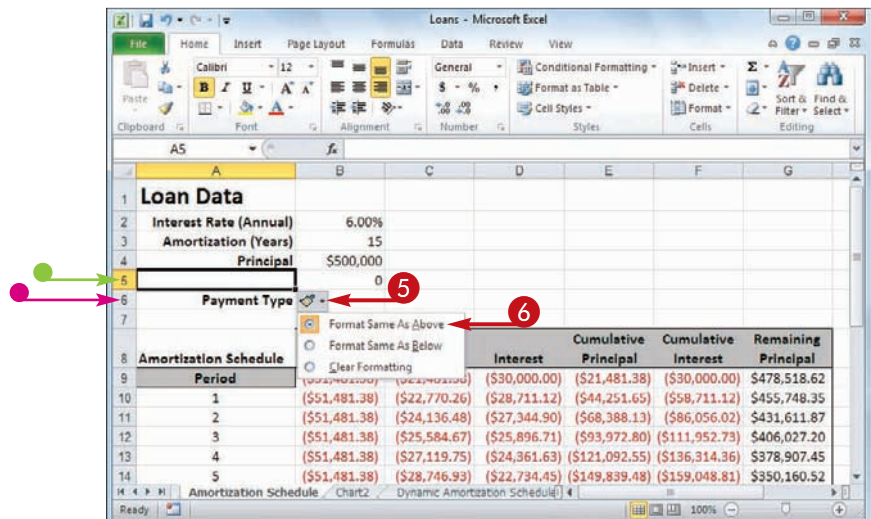 Loans - Microsoft Excel
File Home Insert Page Layout Formulas Data Review View
Calibri 12 General Conditional Formatting Insert Σ
B I U A A $ % , Format as Table Delete
Paste A Cell Styles Format Sort & Filter Find & Select
Clipboard Font Alignment Number Styles Cells Editing
A5 fx
A B C D E F G
1 Loan Data
2 Interest Rate (Annual) 6.00%
3 Amortization (Years) 15
4 Principal $500,000
5 0
5
6 Payment Type
6
Format Same As Above
7
Format Same As Below
Clear Formatting
8 Amortization Schedule Interest Cumulative Principal Cumulative Interest Remaining Principal
9 Period ($30,000.00) ($21,481.38) ($30,000.00) $478,518.62
10 1 ($51,481.38) ($22,770.26) ($28,711.12) ($44,251.65) ($58,711.12) $455,748.35
11 2 ($51,481.38) ($24,136.48) ($27,344.90) ($68,388.13) ($86,056.02) $431,611.87
12 3 ($51,481.38) ($25,584.67) ($25,896.71) ($93,972.80) ($111,952.73) $406,027.20
13 4 ($51,481.38) ($27,119.75) ($24,361.63) ($121,092.55) ($136,314.36) $378,907.45
14 5 ($51,481.38) ($28,746.93) ($22,734.45) ($149,839.48) ($159,048.81) $350,160.52
Amortization Schedule Chart2 Dynamic Amortization Schedule
Ready 100%